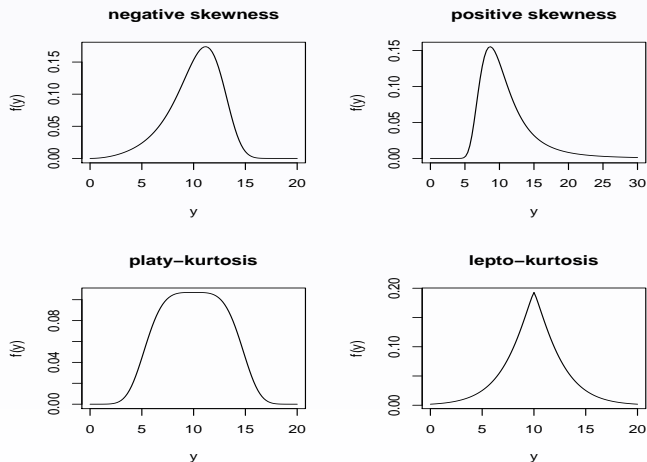 negative skewness
f(y)
0.00 0.05 0.10 0.15
0 5 10 15 20
y
positive skewness
f(y)
0.00 0.05 0.10 0.15
0 5 10 15 20 25 30
y
platy−kurtosis
f(y)
0.00 0.04 0.08
0 5 10 15 20
y
lepto−kurtosis
f(y)
0.00 0.10 0.20
0 5 10 15 20
y